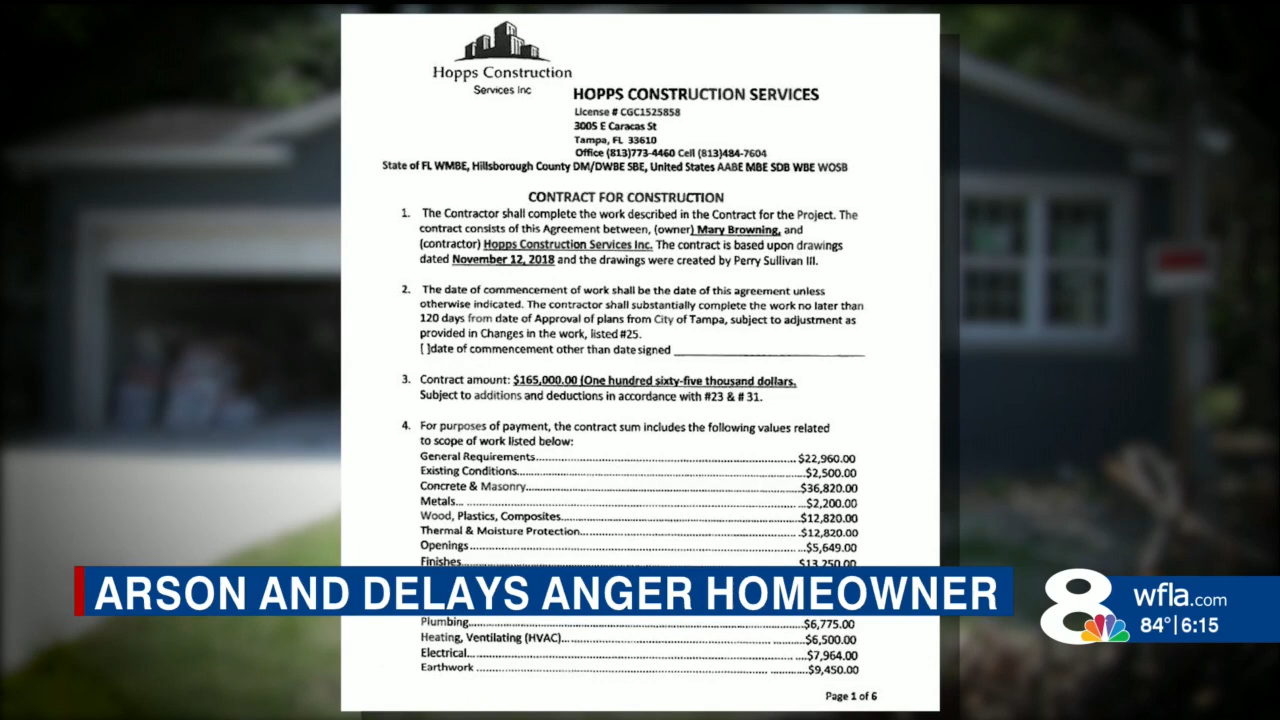 Hopps Construction
Services Inc
HOPPS CONSTRUCTION SERVICES
License # CGC1525858
3005 E Caracas St
Tampa, FL 33610
Office (813)773-4460 Cell (813)484-7604
State of FL WMBE, Hillsborough County DM/DWBE SBE, United States AABE MBE SDB WBE WOSB
CONTRACT FOR CONSTRUCTION
1. The Contractor shall complete the work described in the Contract for the Project. The
contract consists of this Agreement between, (owner) Mary Browning, and
(contractor) Hopps Construction Services Inc. The contract is based upon drawings
dated November 12, 2018 and the drawings were created by Perry Sullivan III.
2. The date of commencement of work shall be the date of this agreement unless
otherwise indicated. The contractor shall substantially complete the work no later than
120 days from date of Approval of plans from City of Tampa, subject to adjustment as
provided in Changes in the work, listed #25.
[ ]date of commencement other than date signed
3. Contract amount: $165,000.00 (One hundred sixty-five thousand dollars.
Subject to additions and deductions in accordance with #23 & # 31.
4. For purposes of payment, the contract sum includes the following values related
to scope of work listed below:
General Requirements $22,960.00
Existing Conditions $2,500.00
Concrete & Masonry $36,820.00
Metals $2,200.00
Wood, Plastics, Composites $12,820.00
Thermal & Moisture Protection $12,820.00
Openings $5,649.00
Finishes $13,250.00
ARSON AND DELAYS ANGER HOMEOWNER
8 wfla.com
84° | 6:15
Plumbing $6,775.00
Heating, Ventilating (HVAC) $6,500.00
Electrical $7,964.00
Earthwork $9,450.00
Page 1 of 6